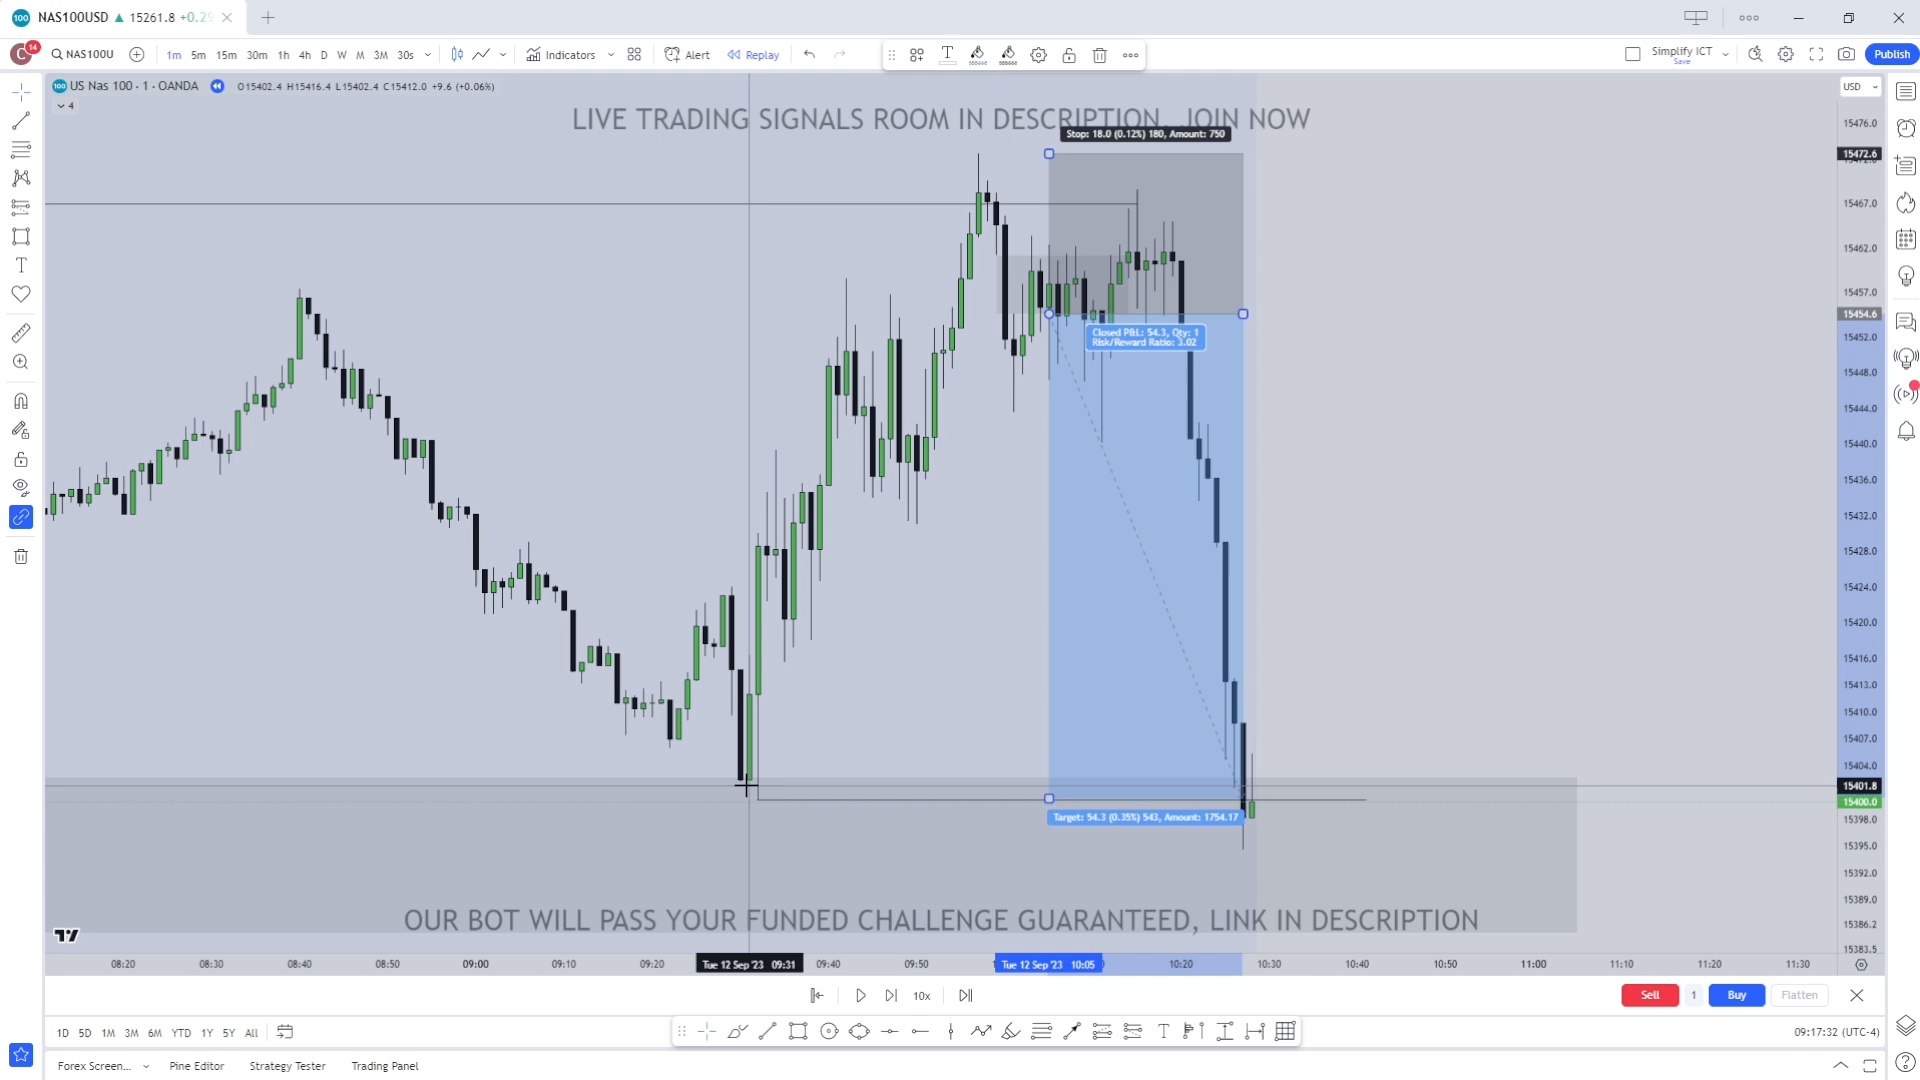 NAS100USD ▲ 15261.8 +0.29
14
NAS100U
1m 5m 15m 30m 1h 4h D W M 3M 30s
Indicators
Alert
Replay
Simplify ICT
Save
Publish
100 US Nas 100 · 1 · OANDA
O15402.4 H15416.4 L15402.4 C15412.0 +9.6 (+0.06%)
4
USD
LIVE TRADING SIGNALS ROOM IN DESCRIPTION, JOIN NOW
Stop: 18.0 (0.12%) 180, Amount: 750
Closed P&L: 54.3, Qty: 1
Risk/Reward Ratio: 3.02
Target: 54.3 (0.35%) 543, Amount: 1754.17
15476.0
15472.6
15467.0
15462.0
15457.0
15454.6
15452.0
15448.0
15444.0
15440.0
15436.0
15432.0
15428.0
15424.0
15420.0
15416.0
15413.0
15410.0
15407.0
15404.0
15401.8
15400.0
15398.0
15395.0
15392.0
15389.0
15386.2
15383.5
OUR BOT WILL PASS YOUR FUNDED CHALLENGE GUARANTEED, LINK IN DESCRIPTION
08:20 08:30 08:40 08:50 09:00 09:10 09:20 Tue 12 Sep '23 09:31 09:40 09:50 Tue 12 Sep '23 10:05 10:20 10:30 10:40 10:50 11:00 11:10 11:20 11:30
10x
Sell 1 Buy Flatten
1D 5D 1M 3M 6M YTD 1Y 5Y All
09:17:32 (UTC-4)
Forex Screen... Pine Editor Strategy Tester Trading Panel